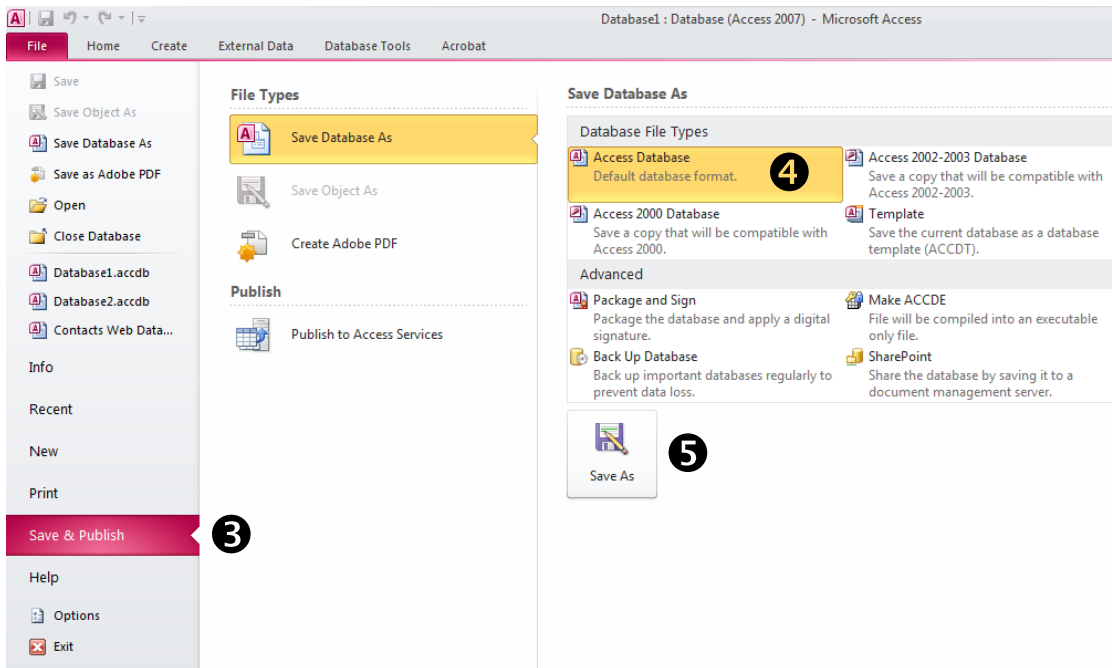 Database1 : Database (Access 2007) - Microsoft Access
File Home Create External Data Database Tools Acrobat
Save
Save Object As
Save Database As
Save as Adobe PDF
Open
Close Database
Database1.accdb
Database2.accdb
Contacts Web Data...
Info
Recent
New
Print
Save & Publish
❸
Help
Options
Exit
File Types
Save Database As
Save Object As
Create Adobe PDF
Publish
Publish to Access Services
Save Database As
Database File Types
Access Database
Default database format.
❹
Access 2002-2003 Database
Save a copy that will be compatible with
Access 2002-2003.
Access 2000 Database
Save a copy that will be compatible with
Access 2000.
Template
Save the current database as a database
template (ACCDT).
Advanced
Package and Sign
Package the database and apply a digital
signature.
Make ACCDE
File will be compiled into an executable
only file.
Back Up Database
Back up important databases regularly to
prevent data loss.
SharePoint
Share the database by saving it to a
document management server.
Save As
❺